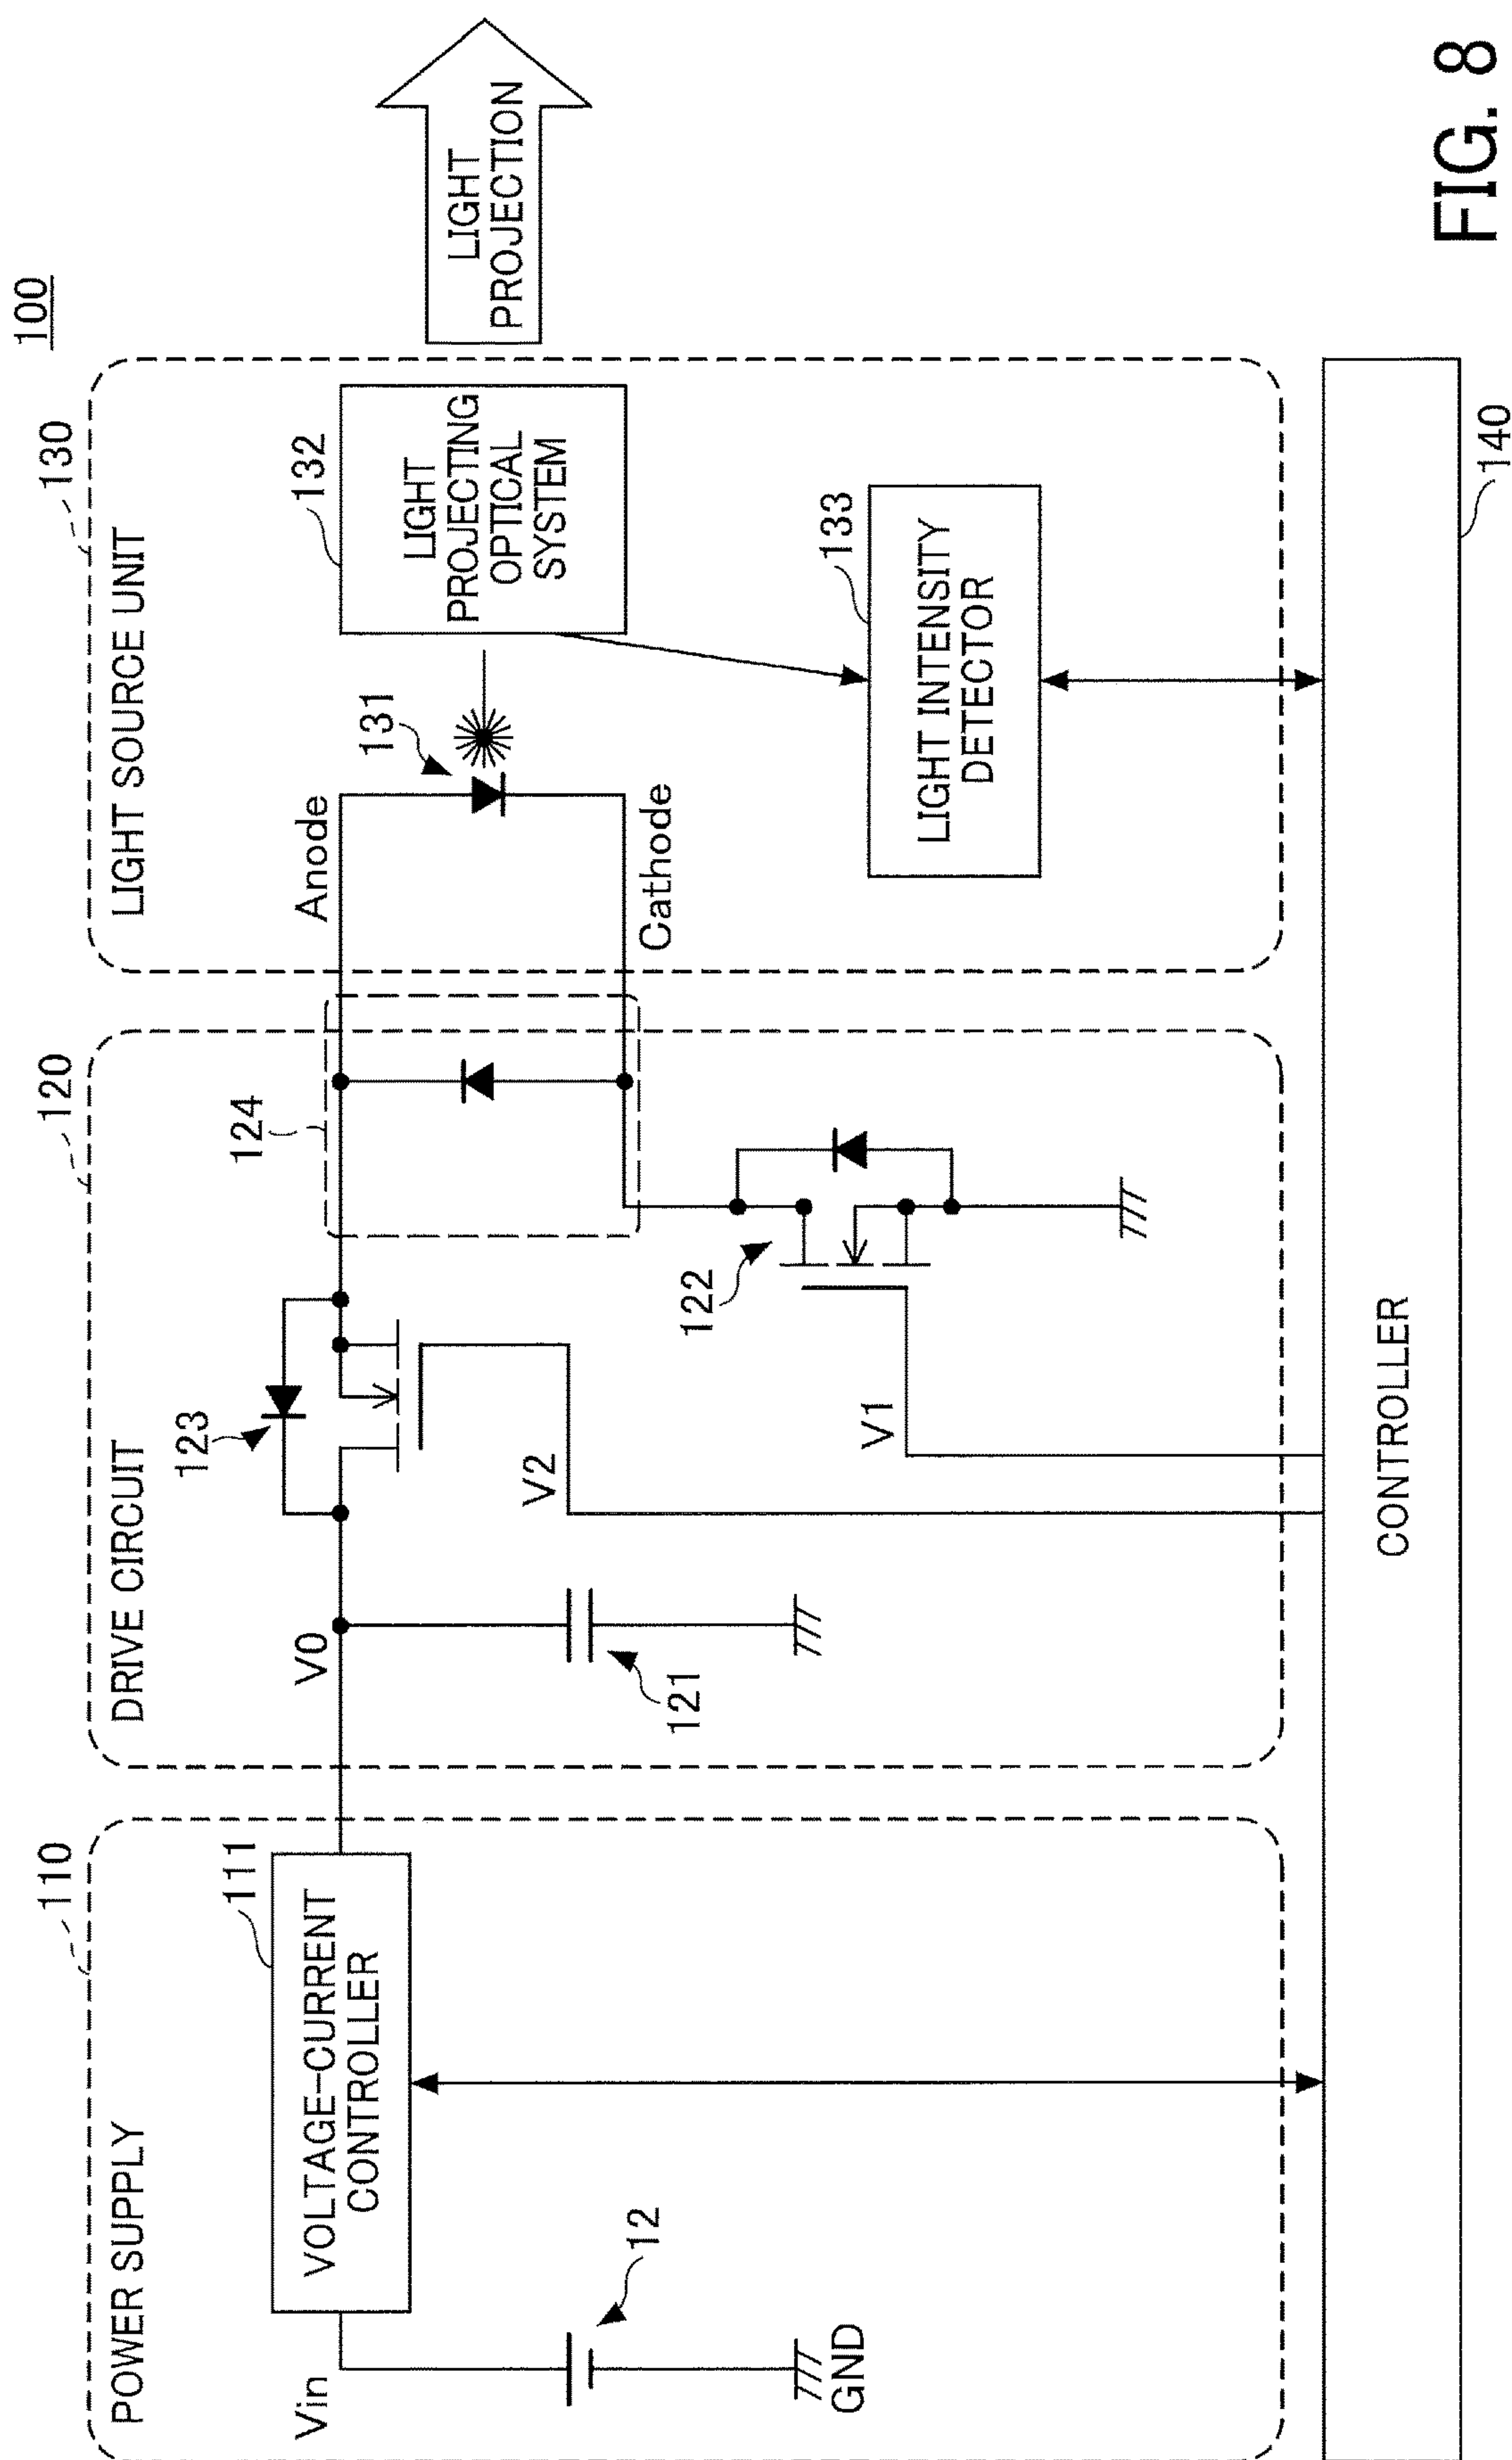 100
110
POWER SUPPLY
111
VOLTAGE-CURRENT
CONTROLLER
Vin
12
GND
120
DRIVE CIRCUIT
V0
121
123
V2
V1
122
124
130
LIGHT SOURCE UNIT
Anode
Cathode
131
132
LIGHT
PROJECTING
OPTICAL
SYSTEM
133
LIGHT INTENSITY
DETECTOR
LIGHT
PROJECTION
CONTROLLER
140
FIG. 8